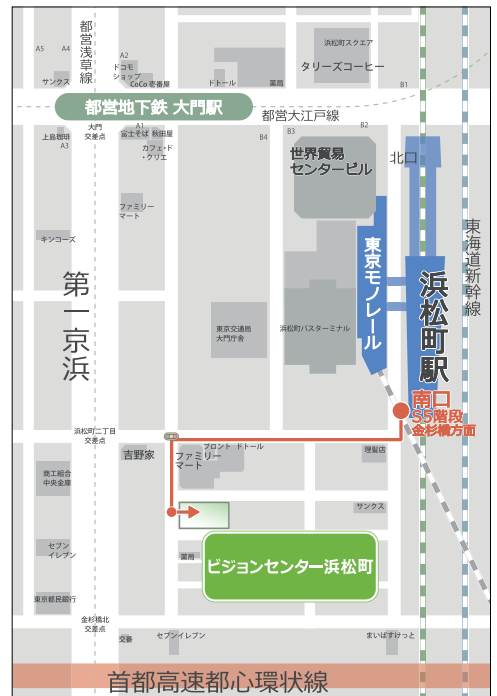 都営浅草線
A5
A4
A2
ドコモ
ショップ
サンクス
CoCo 壱番屋
ドトール
薬局
浜松町スクエア
タリーズコーヒー
B1
都営地下鉄 大門駅
都営大江戸線
大門
交差点
A1
B4
B3
B2
上島珈琲
A3
富士そば
秋田屋
カフェ・ド
・クリエ
世界貿易
センタービル
北口
ファミリー
マート
キンコーズ
東海道新幹線
東京モノレール
浜松町駅
第一京浜
東京交通局
大門庁舎
浜松町バスターミナル
南口
S5階段
金杉橋方面
浜松町二丁目
交差点
吉野家
ファミリー
マート
フロント
ドトール
理髪店
商工組合
中央金庫
サンクス
セブン
イレブン
薬局
ビジョンセンター浜松町
東京都民銀行
金杉橋北
交差点
交番
セブンイレブン
まいばすけっと
首都高速都心環状線